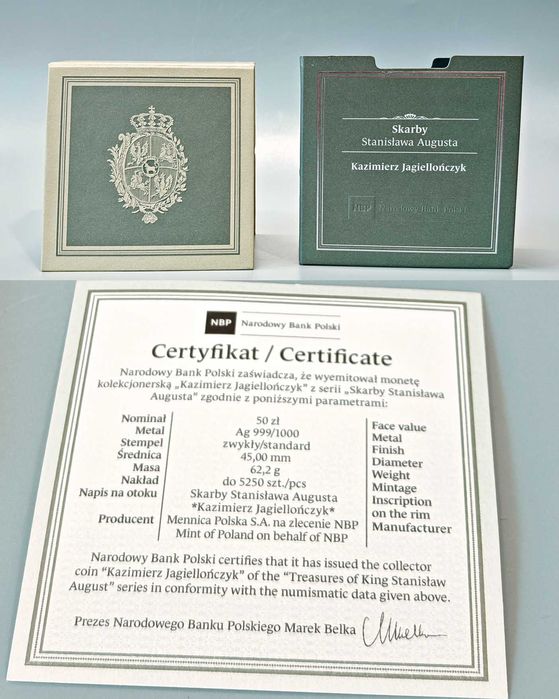 Skarby
Stanisława Augusta
Kazimierz Jagiellończyk
NBP Narodowy Bank Polski
NBP Narodowy Bank Polski
Certyfikat / Certificate
Narodowy Bank Polski zaświadcza, że wyemitował monetę
kolekcjonerską „Kazimierz Jagiellończyk” z serii „Skarby Stanisława
Augusta” zgodnie z poniższymi parametrami:
Nominał 50 zł Face value
Metal Ag 999/1000 Metal
Stempel zwykły/standard Finish
Średnica 45,00 mm Diameter
Masa 62,2 g Weight
Nakład do 5250 szt./pcs Mintage
Napis na otoku Skarby Stanisława Augusta Inscription
*Kazimierz Jagiellończyk* on the rim
Producent Mennica Polska S.A. na zlecenie NBP Manufacturer
Mint of Poland on behalf of NBP
Narodowy Bank Polski certifies that it has issued the collector
coin “Kazimierz Jagiellończyk” of the “Treasures of King Stanisław
August” series in conformity with the numismatic data given above.
Prezes Narodowego Banku Polskiego Marek Belka